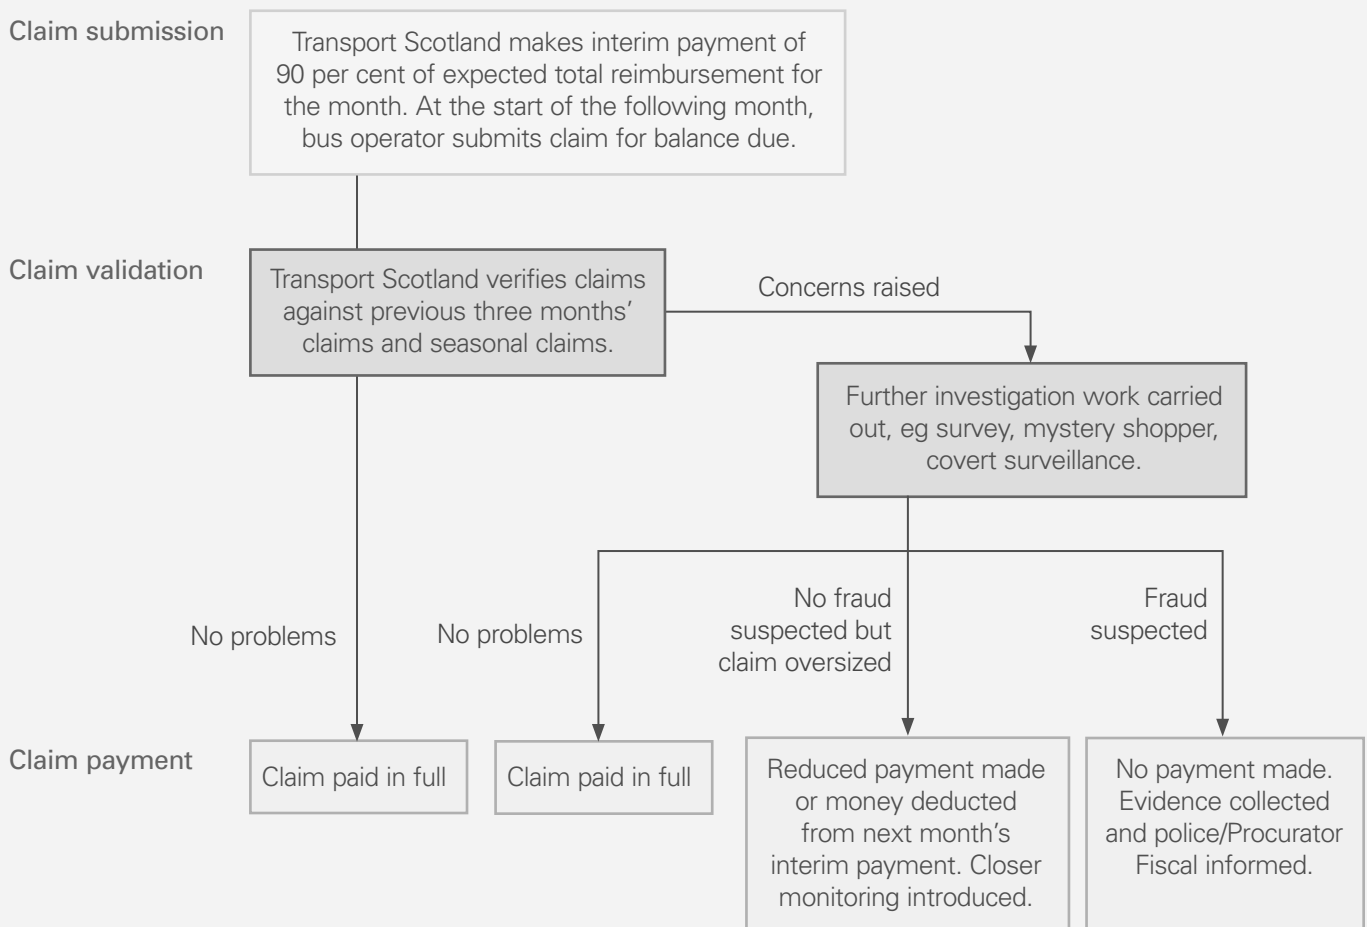 Claim submission
Transport Scotland makes interim payment of
90 per cent of expected total reimbursement for
the month. At the start of the following month,
bus operator submits claim for balance due.
Claim validation
Transport Scotland verifies claims
against previous three months’
claims and seasonal claims.
Concerns raised
Further investigation work carried
out, eg survey, mystery shopper,
covert surveillance.
No problems
No problems
No fraud
suspected but
claim oversized
Fraud
suspected
Claim payment
Claim paid in full
Claim paid in full
Reduced payment made
or money deducted
from next month’s
interim payment. Closer
monitoring introduced.
No payment made.
Evidence collected
and police/Procurator
Fiscal informed.